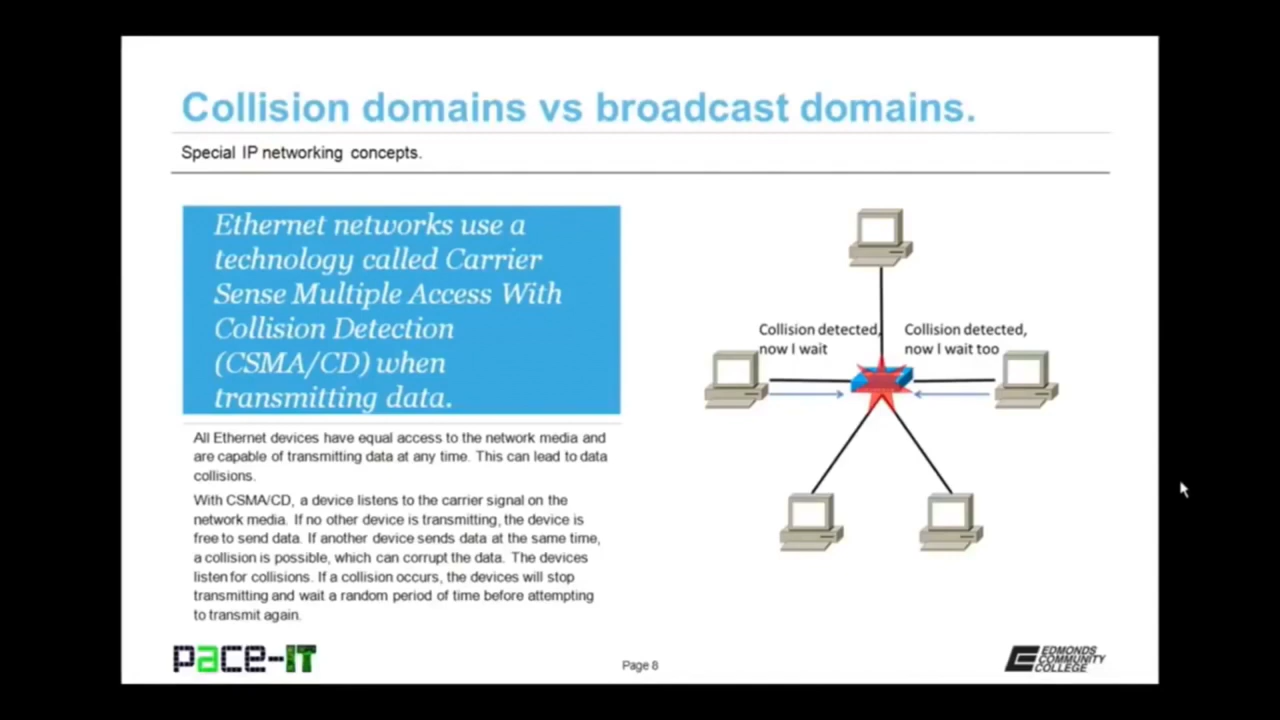 Collision domains vs broadcast domains.
Special IP networking concepts.
Ethernet networks use a
technology called Carrier
Sense Multiple Access With
Collision Detection
(CSMA/CD) when
transmitting data.
All Ethernet devices have equal access to the network media and
are capable of transmitting data at any time. This can lead to data
collisions.
With CSMA/CD, a device listens to the carrier signal on the
network media. If no other device is transmitting, the device is
free to send data. If another device sends data at the same time,
a collision is possible, which can corrupt the data. The devices
listen for collisions. If a collision occurs, the devices will stop
transmitting and wait a random period of time before attempting
to transmit again.
Collision detected,
now I wait
Collision detected,
now I wait too
pace-IT
Page 8
EDMONDS
COMMUNITY
COLLEGE